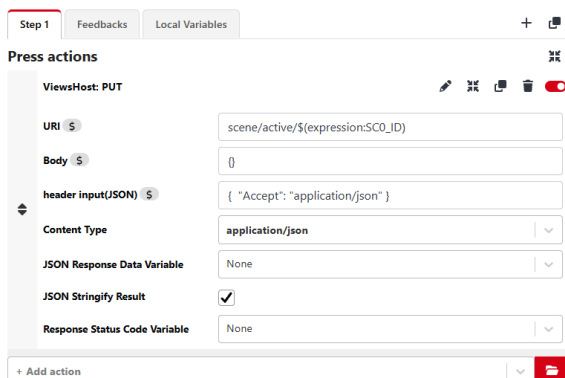 Step 1 Feedbacks Local Variables
Press actions
ViewsHost: PUT
URI $ scene/active/$(expression:SC0_ID)
Body $ {}
header input(JSON) $ { "Accept": "application/json" }
Content Type application/json
JSON Response Data Variable None
JSON Stringify Result
Response Status Code Variable None
+ Add action